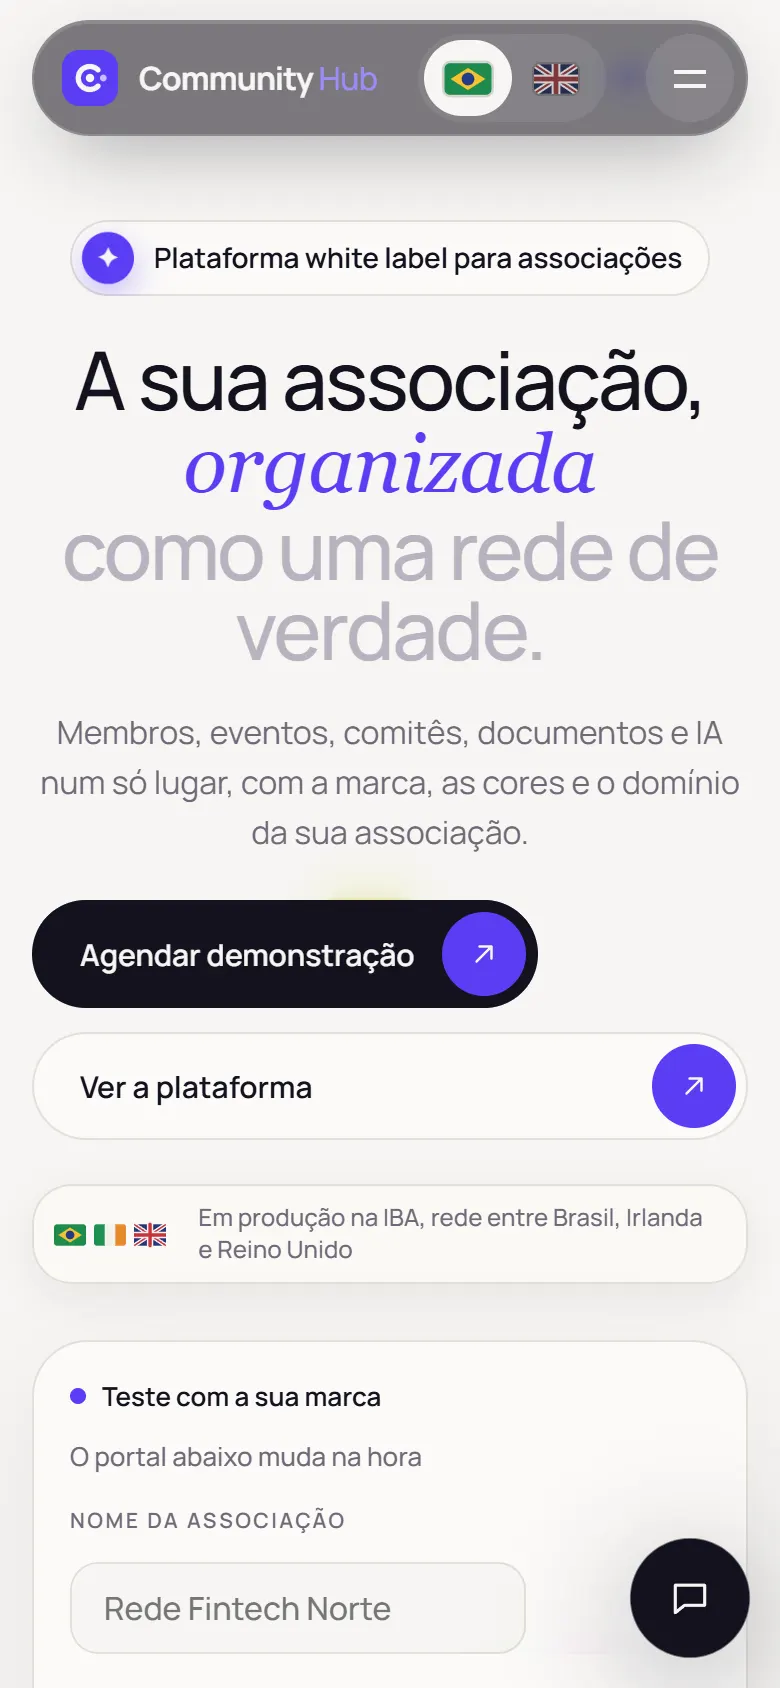 Community Hub
Plataforma white label para associações
A sua associação,
organizada
como uma rede de
verdade.
Membros, eventos, comitês, documentos e IA
num só lugar, com a marca, as cores e o domínio
da sua associação.
Agendar demonstração
Ver a plataforma
Em produção na IBA, rede entre Brasil, Irlanda
e Reino Unido
Teste com a sua marca
O portal abaixo muda na hora
NOME DA ASSOCIAÇÃO
Rede Fintech Norte